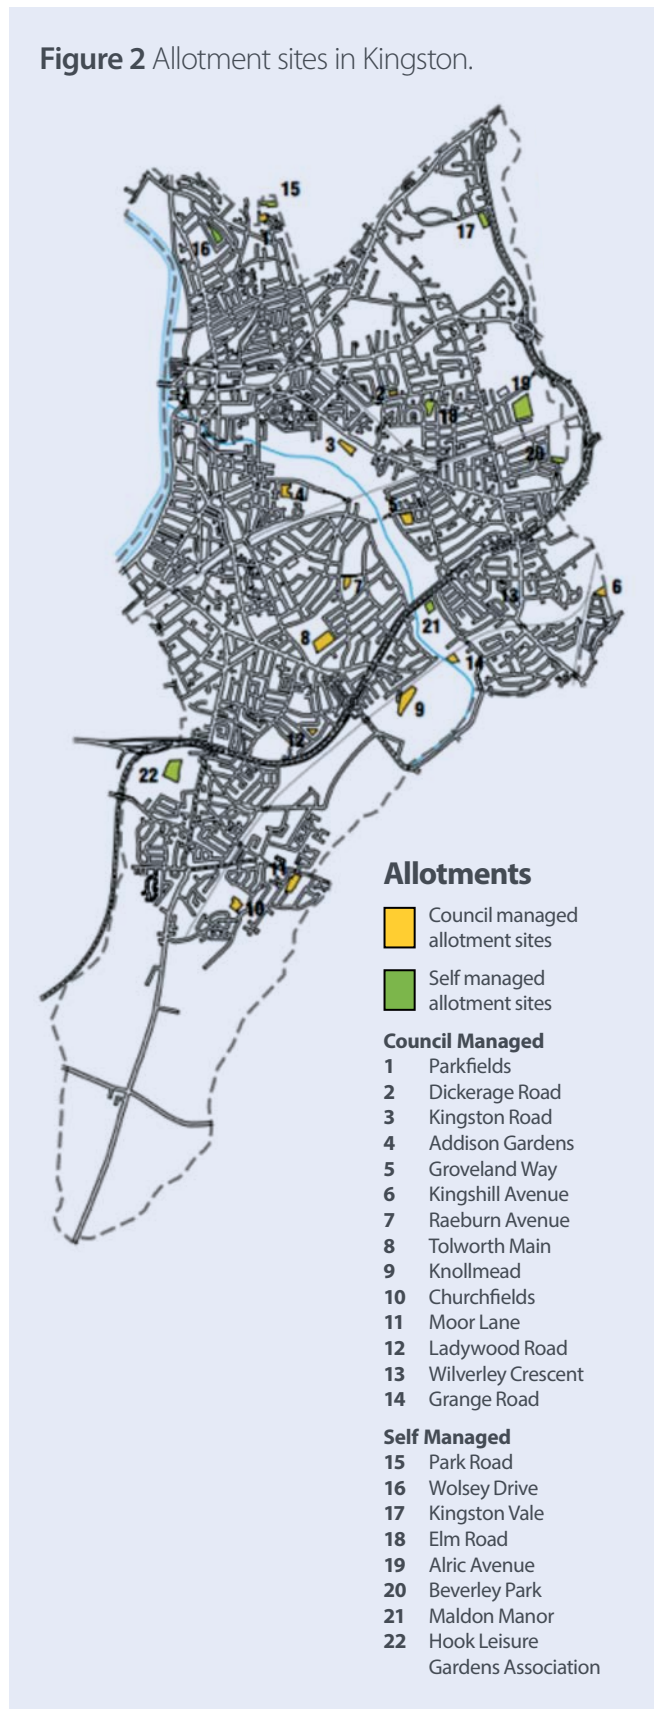 Figure 2 Allotment sites in Kingston.
15
1
17
16
19
2
18
3
20
4
5
7
13
6
21
8
14
9
12
22
11
10
Allotments
Council managed
allotment sites
Self managed
allotment sites
Council Managed
1 Parkfields
2 Dickerage Road
3 Kingston Road
4 Addison Gardens
5 Groveland Way
6 Kingshill Avenue
7 Raeburn Avenue
8 Tolworth Main
9 Knollmead
10 Churchfields
11 Moor Lane
12 Ladywood Road
13 Wilverley Crescent
14 Grange Road
Self Managed
15 Park Road
16 Wolsey Drive
17 Kingston Vale
18 Elm Road
19 Alric Avenue
20 Beverley Park
21 Maldon Manor
22 Hook Leisure
Gardens Association